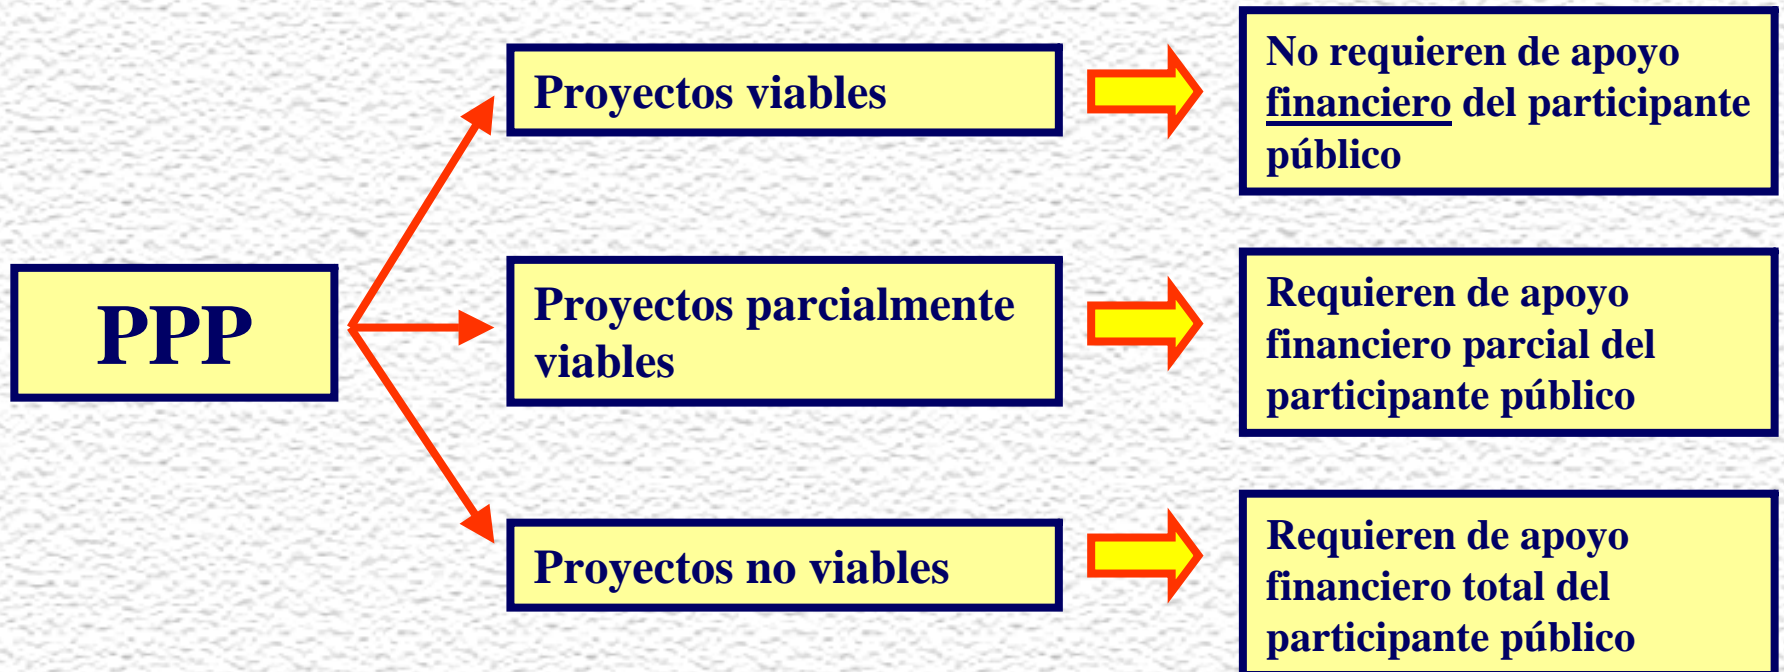 PPP
Proyectos viables
No requieren de apoyo
financiero del participante
público
Proyectos parcialmente
viables
Requieren de apoyo
financiero parcial del
participante público
Proyectos no viables
Requieren de apoyo
financiero total del
participante público